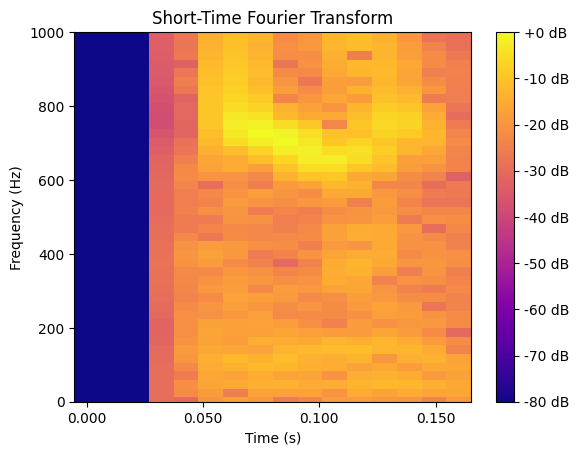 Short-Time Fourier Transform
1000
800
600
400
200
0
Frequency (Hz)
0.000
0.050
0.100
0.150
Time (s)
+0 dB
-10 dB
-20 dB
-30 dB
-40 dB
-50 dB
-60 dB
-70 dB
-80 dB